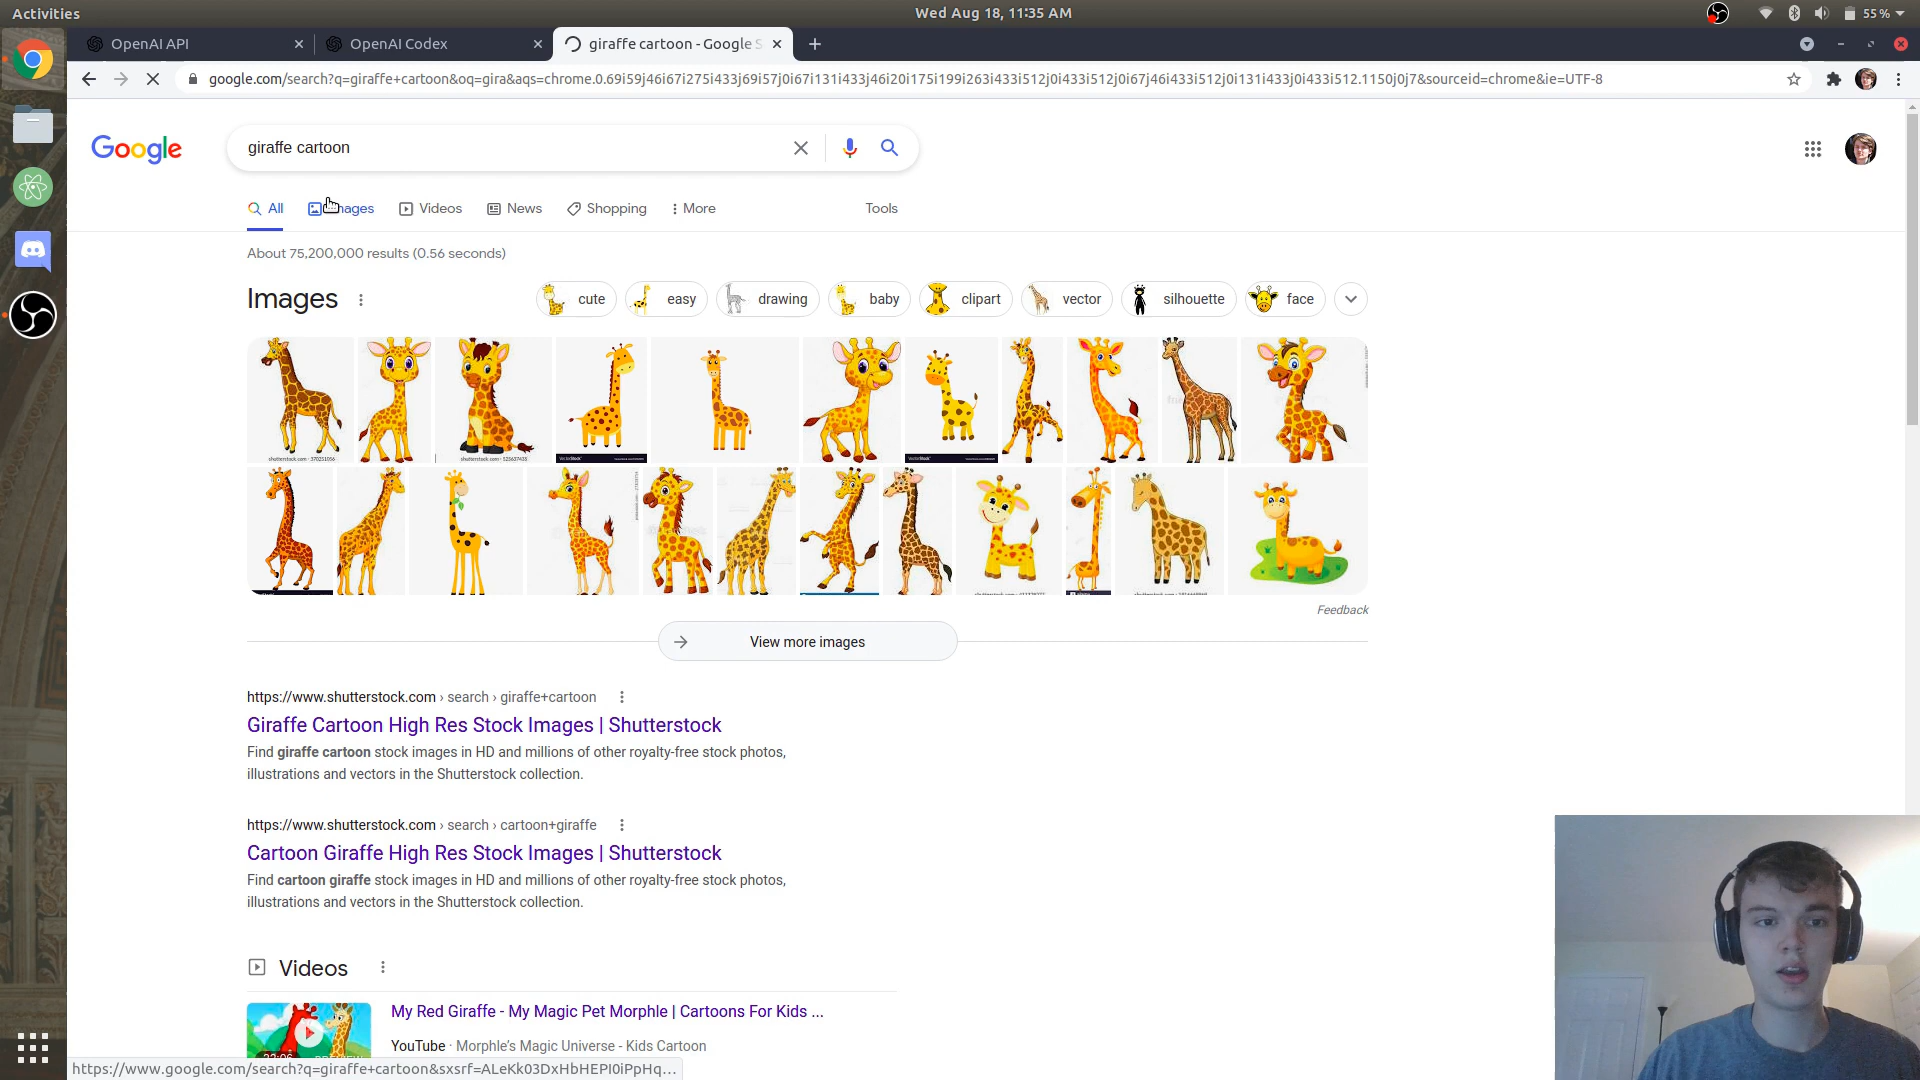 Activities
Wed Aug 18, 11:35 AM
55 %
OpenAI API
OpenAI Codex
giraffe cartoon - Google S
google.com/search?q=giraffe+cartoon&oq=gira&aqs=chrome.0.69i59j46i67i275i433j69i57j0i67i131i433j46i20i175i199i263i433i512j0i433i512j0i67j46i433i512j0i131i433j0i433i512.1150j0j7&sourceid=chrome&ie=UTF-8
Google
giraffe cartoon
All
Images
Videos
News
Shopping
More
Tools
About 75,200,000 results (0.56 seconds)
Images
cute
easy
drawing
baby
clipart
vector
silhouette
face
Feedback
View more images
https://www.shutterstock.com › search › giraffe+cartoon
Giraffe Cartoon High Res Stock Images | Shutterstock
Find giraffe cartoon stock images in HD and millions of other royalty-free stock photos,
illustrations and vectors in the Shutterstock collection.
https://www.shutterstock.com › search › cartoon+giraffe
Cartoon Giraffe High Res Stock Images | Shutterstock
Find cartoon giraffe stock images in HD and millions of other royalty-free stock photos,
illustrations and vectors in the Shutterstock collection.
Videos
My Red Giraffe - My Magic Pet Morphle | Cartoons For Kids ...
YouTube · Morphle's Magic Universe - Kids Cartoon
https://www.google.com/search?q=giraffe+cartoon&sxsrf=ALeKk03DxHbHEPI0iPpHq...